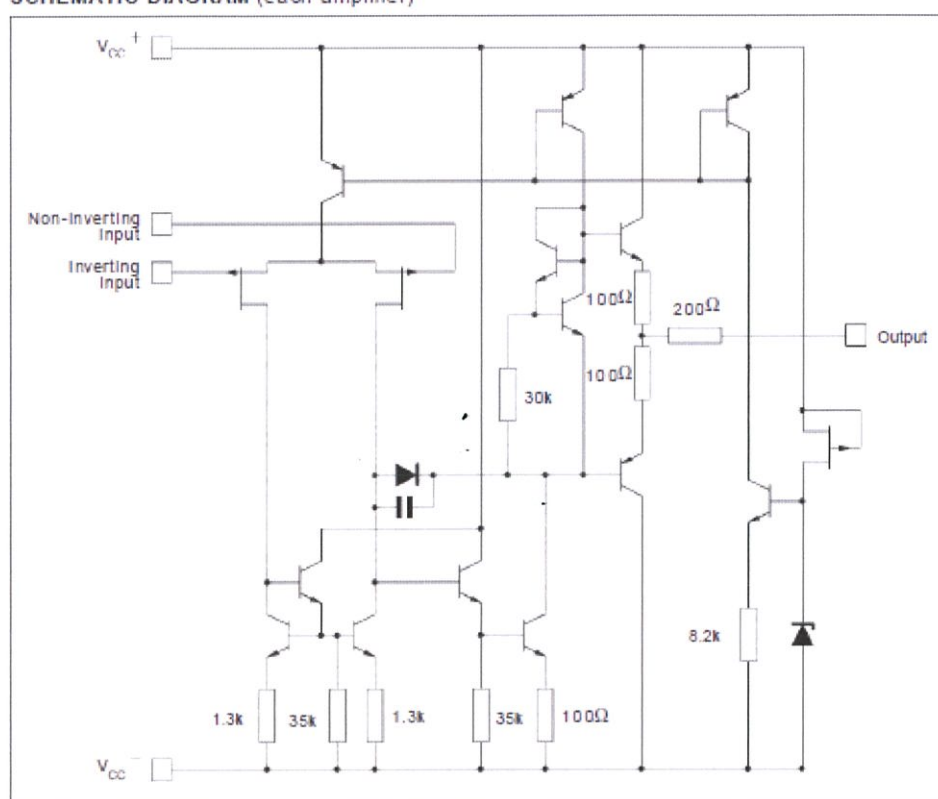 SCHEMATIC DIAGRAM (each amplifier)
VCC +
Non-inverting
Input
Inverting
Input
100Ω
200Ω
Output
100Ω
30k
8.2k
1.3k
35k
1.3k
35k
100Ω
VCC -